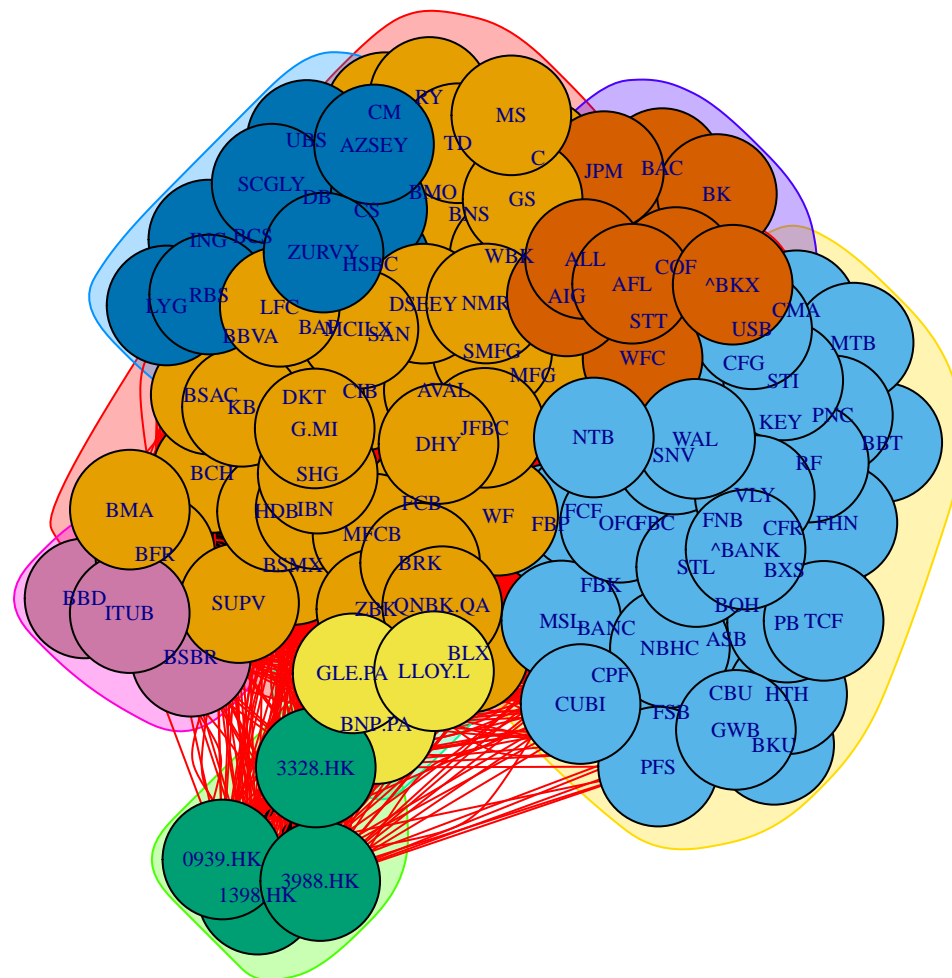 RY
CM
MS
TD
UBS
AZSEY
C
JPM
BAC
SCGLY
DB
BMO
BK
CS
BNS
GS
ING
BCS
ZURVY
HSBC
WBK
ALL
COF
LYG
RBS
LFC
DSEEY
NMR
AIG
AFL
^BKX
CMA
BBVA
BAP
SAN
STT
USB
MTB
SMFG
WFC
CFG
MFG
STI
BSAC
KB
DKT
CIB
AVAL
KEY
PNC
G.MI
DHY
JFBC
NTB
WAL
BBT
BCH
SHG
SNV
RF
BMA
HDB
IBN
FCB
WF
FBP
FCF
OFG
FBC
FNB
VLY
CFR
FHN
BFR
BSMX
MFCB
BRK
^BANK
STL
BXS
BBD
ITUB
SUPV
ZBK
QNBK.QA
FBK
BOH
MSL
BANC
NBHC
ASB
PB
TCF
BSBR
GLE.PA
LLOY.L
BLX
CPF
CUBI
CBU
HTH
BNP.PA
FSB
GWB
BKU
3328.HK
PFS
0939.HK
1398.HK
3988.HK